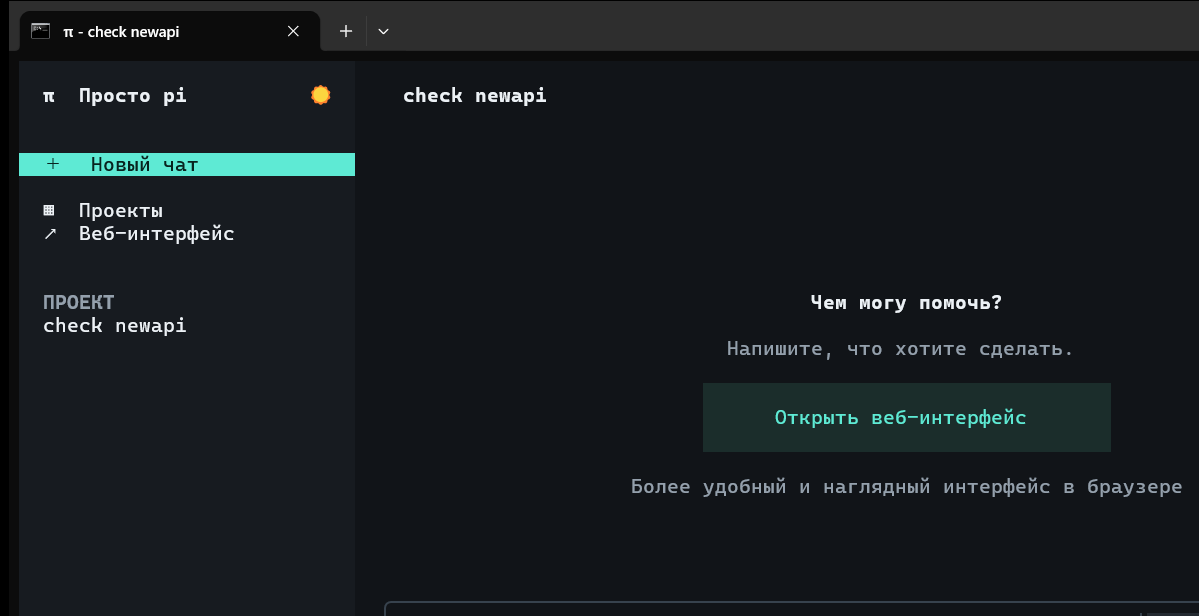 π - check newapi
π Просто pi
check newapi
+ Новый чат
Проекты
↗ Веб-интерфейс
ПРОЕКТ
check newapi
Чем могу помочь?
Напишите, что хотите сделать.
Открыть веб-интерфейс
Более удобный и наглядный интерфейс в браузере